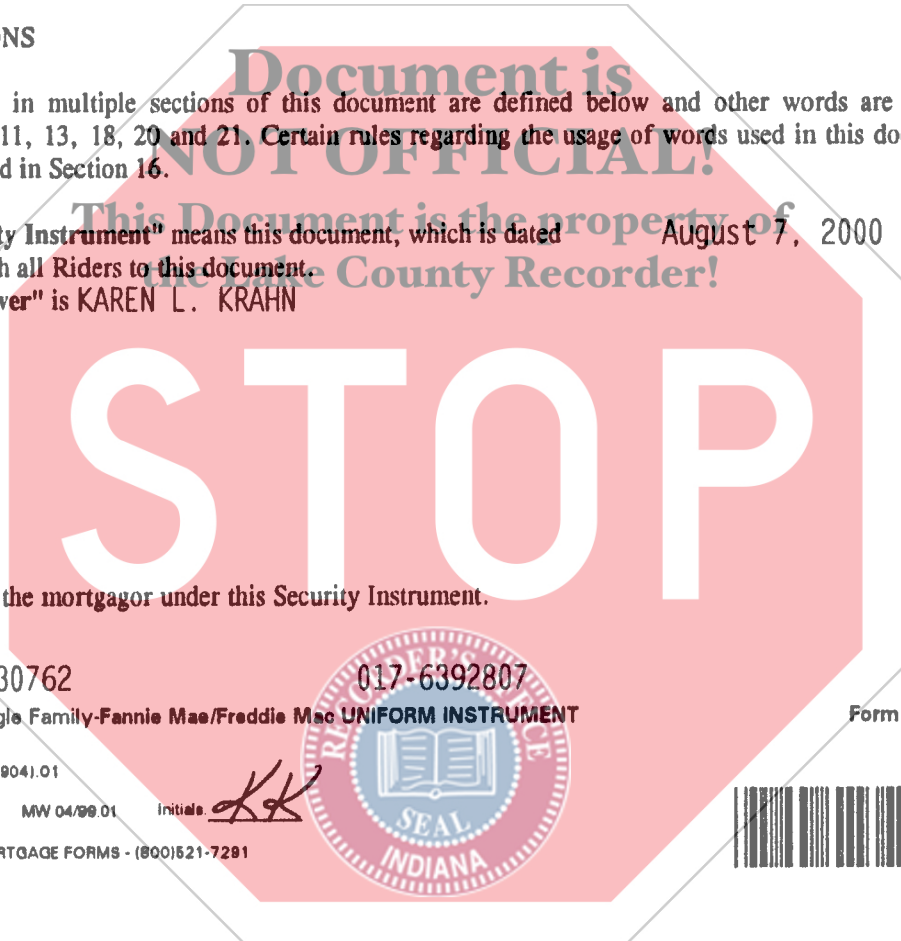 ONS
Document is
in multiple sections of this document are defined below and other words are
11, 13, 18, 20 and 21. Certain rules regarding the usage of words used in this do
NOT OFFICIAL!
d in Section 16.
This Document is the property of
ty Instrument" means this document, which is dated August 7, 2000
h all Riders to this document.
the Lake County Recorder!
ver" is KAREN L. KRAHN
STOP
the mortgagor under this Security Instrument.
30762 017-6392807
gle Family-Fannie Mae/Freddie Mac UNIFORM INSTRUMENT Form
904).01
MW 04/99.01 Initials. KK
RTGAGE FORMS - (800)521-7291
RECORDER'S OFFICE
SEAL
INDIANA